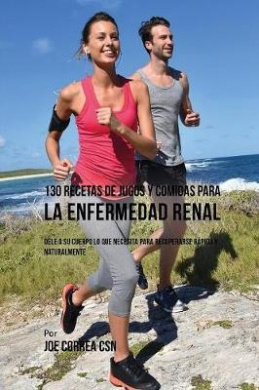 130 RECETAS DE JUGOS Y COMIDAS PARA
LA ENFERMEDAD RENAL
DELE A SU CUERPO LO QUE NECESITA PARA RECUPERARSE RÁPIDA Y
NATURALMENTE
Por
JOE CORREA CSN